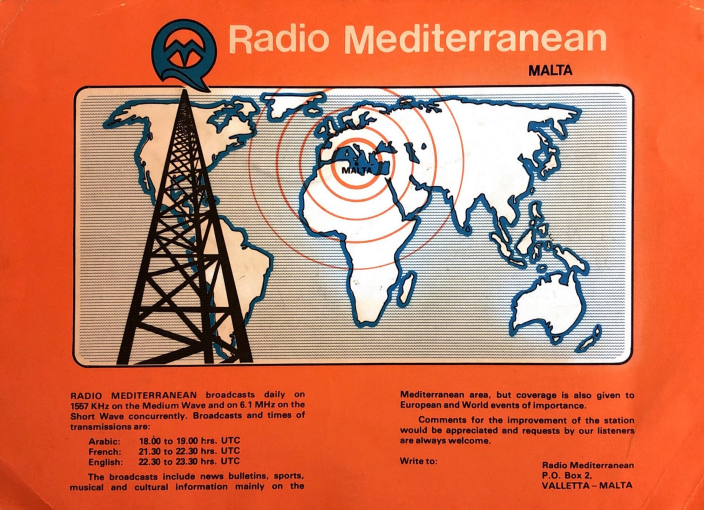 Radio Mediterranean
MALTA
MALTA
RADIO MEDITERRANEAN broadcasts daily on
1557 KHz on the Medium Wave and on 6.1 MHz on the
Short Wave concurrently. Broadcasts and times of
transmissions are:
Arabic: 18.00 to 19.00 hrs. UTC
French: 21.30 to 22.30 hrs. UTC
English: 22.30 to 23.30 hrs. UTC
The broadcasts include news bulletins, sports,
musical and cultural information mainly on the
Mediterranean area, but coverage is also given to
European and World events of importance.
Comments for the improvement of the station
would be appreciated and requests by our listeners
are always welcome.
Write to: Radio Mediterranean
P.O. Box 2,
VALLETTA – MALTA